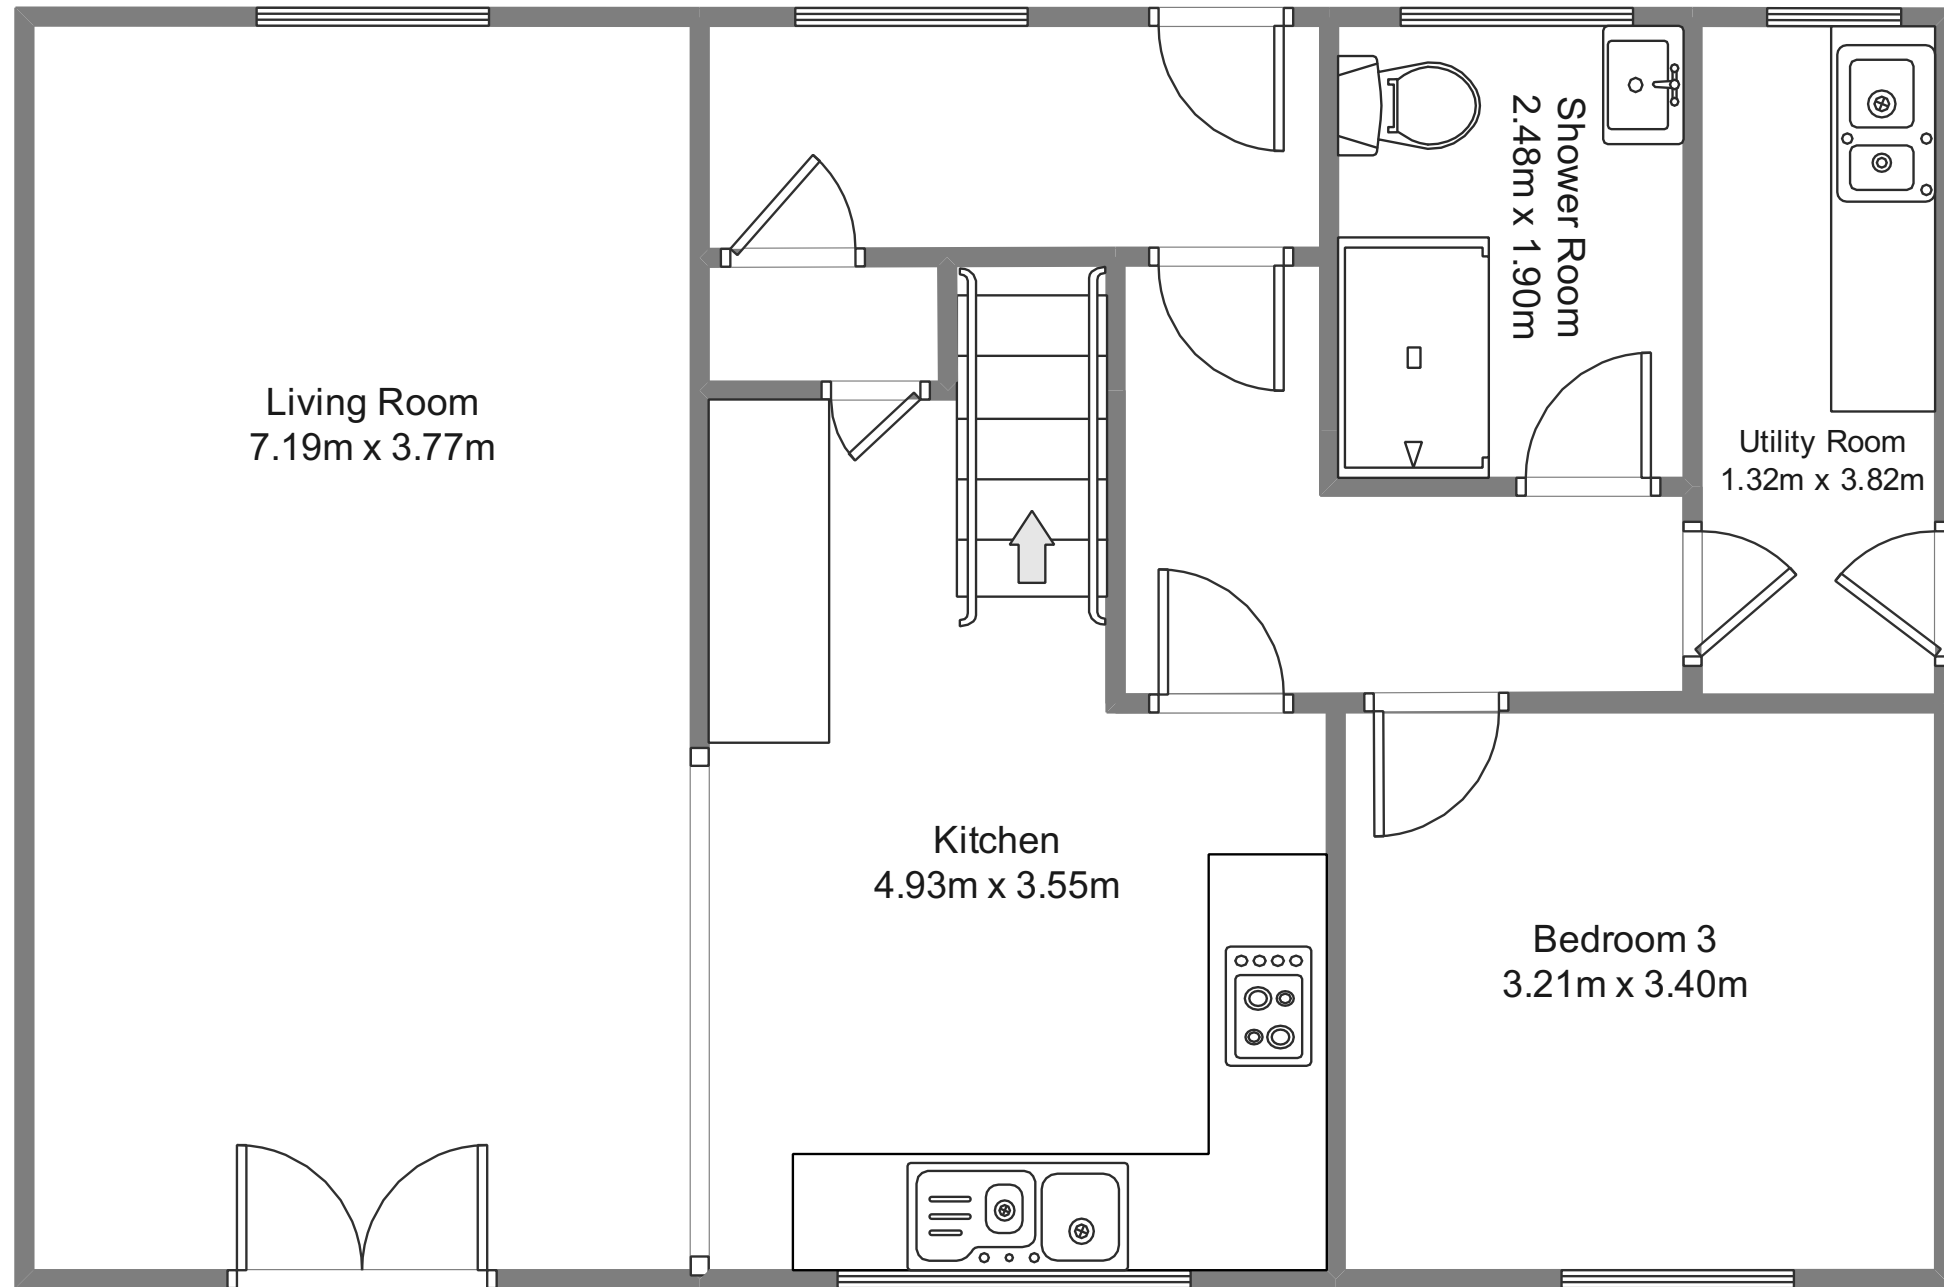 Living Room
7.19m x 3.77m
Kitchen
4.93m x 3.55m
Shower Room
2.48m x 1.90m
Utility Room
1.32m x 3.82m
Bedroom 3
3.21m x 3.40m